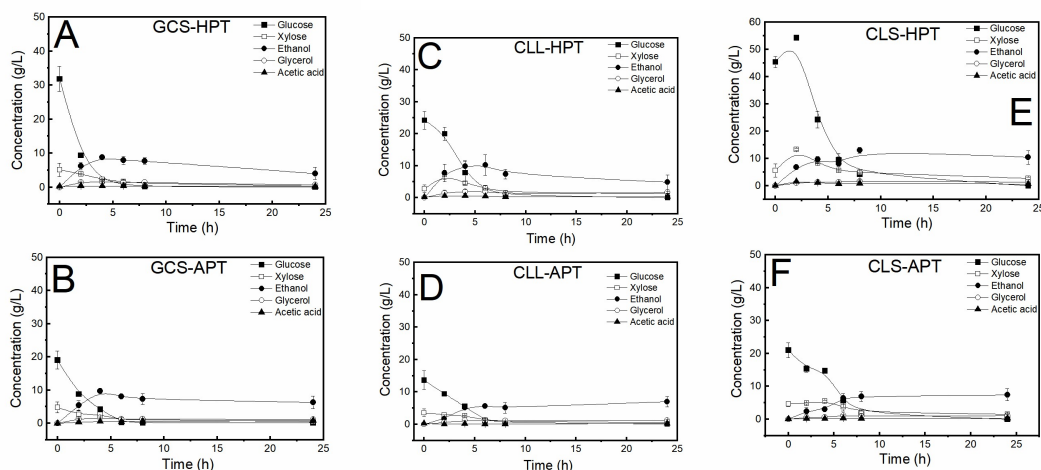 A
GCS-HPT
Glucose
Xylose
Ethanol
Glycerol
Acetic acid
Concentration (g/L)
50
40
30
20
10
0
0 5 10 15 20 25
Time (h)
C
CLL-HPT
Glucose
Xylose
Ethanol
Glycerol
Acetic acid
Concentration (g/L)
50
40
30
20
10
0
0 5 10 15 20 25
Time (h)
E
CLS-HPT
Glucose
Xylose
Ethanol
Glycerol
Acetic acid
Concentration (g/L)
60
50
40
30
20
10
0
0 5 10 15 20 25
Time (h)
B
GCS-APT
Glucose
Xylose
Ethanol
Glycerol
Acetic acid
Concentration (g/L)
50
40
30
20
10
0
0 5 10 15 20 25
Time (h)
D
CLL-APT
Glucose
Xylose
Ethanol
Glycerol
Acetic acid
Concentration (g/L)
50
40
30
20
10
0
0 5 10 15 20 25
Time (h)
F
CLS-APT
Glucose
Xylose
Ethanol
Glycerol
Acetic acid
Concentration (g/L)
50
40
30
20
10
0
0 5 10 15 20 25
Time (h)